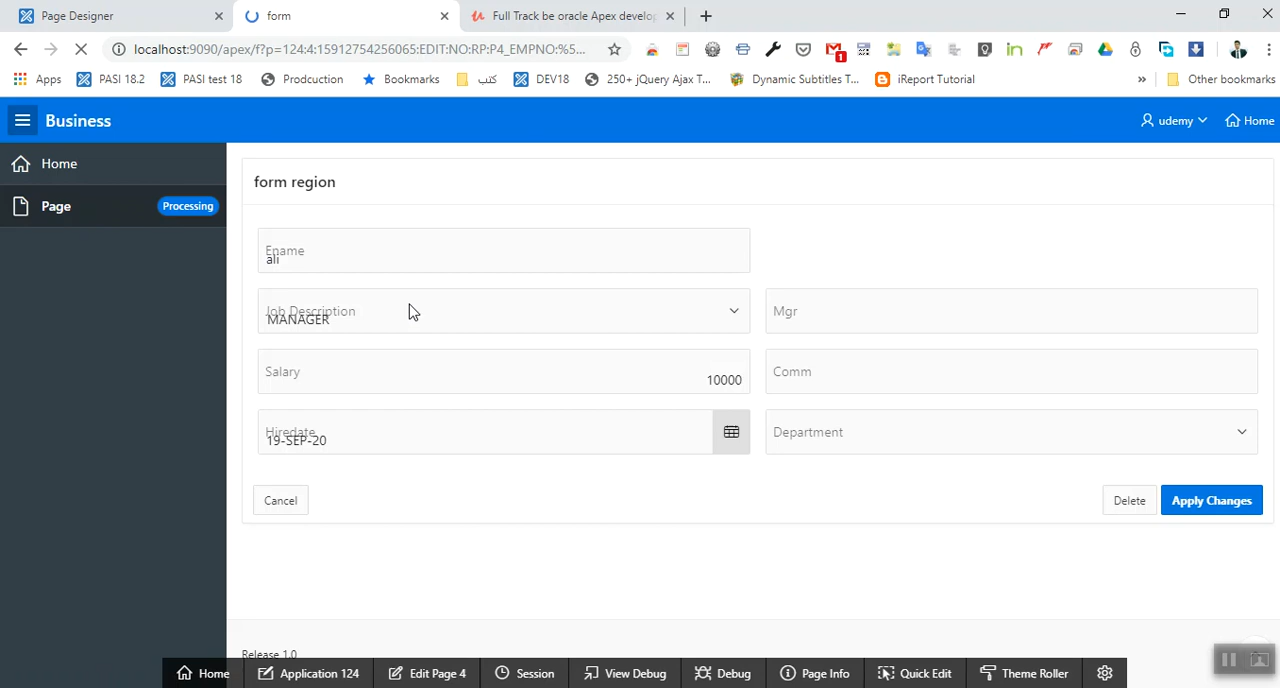 Page Designer
form
Full Track be oracle Apex develop
localhost:9090/apex/f?p=124:4:15912754256065:EDIT:NO:RP:P4_EMPNO:%5...
1
Apps
PASI 18.2
PASI test 18
Prodcuction
Bookmarks
كتب
DEV18
250+ jQuery Ajax T...
Dynamic Subtitles T...
iReport Tutorial
»
Other bookmarks
Business
udemy
Home
Home
Page
Processing
form region
Ename
ali
Job Description
MANAGER
Mgr
Salary
10000
Comm
Hiredate
19-SEP-20
Department
Cancel
Delete
Apply Changes
Release 1.0
Home
Application 124
Edit Page 4
Session
View Debug
Debug
Page Info
Quick Edit
Theme Roller